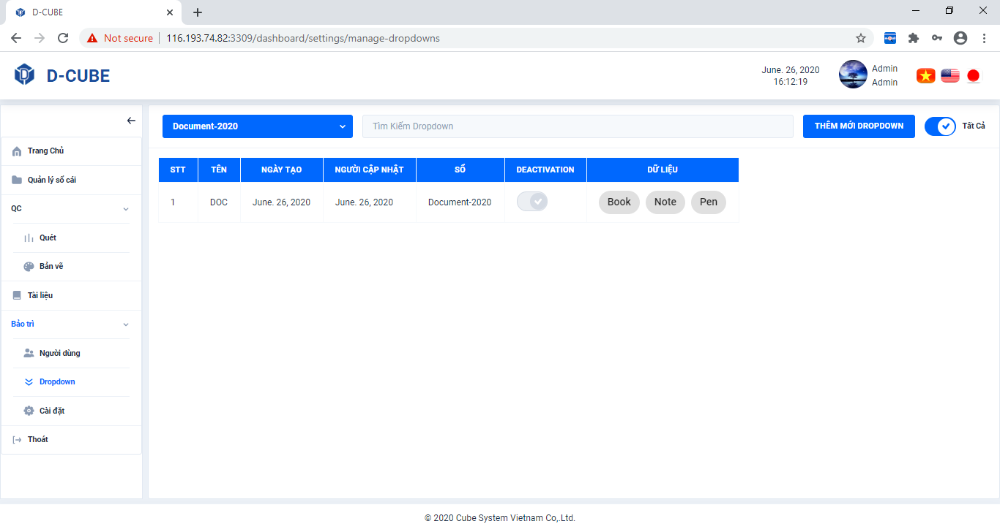 D-CUBE
Not secure
116.193.74.82:3309/dashboard/settings/manage-dropdowns
D-CUBE
June. 26, 2020
16:12:19
Admin
Admin
Document-2020
Tìm Kiếm Dropdown
THÊM MỚI DROPDOWN
Tất Cả
Trang Chủ
Quản lý sổ cái
QC
Quét
Bản vẽ
Tài liệu
Bảo trì
Người dùng
Dropdown
Cài đặt
Thoát
STT TÊN NGÀY TẠO NGƯỜI CẬP NHẬT SỐ DEACTIVATION DỮ LIỆU
1 DOC June. 26, 2020 June. 26, 2020 Document-2020 Book Note Pen
© 2020 Cube System Vietnam Co,.Ltd.